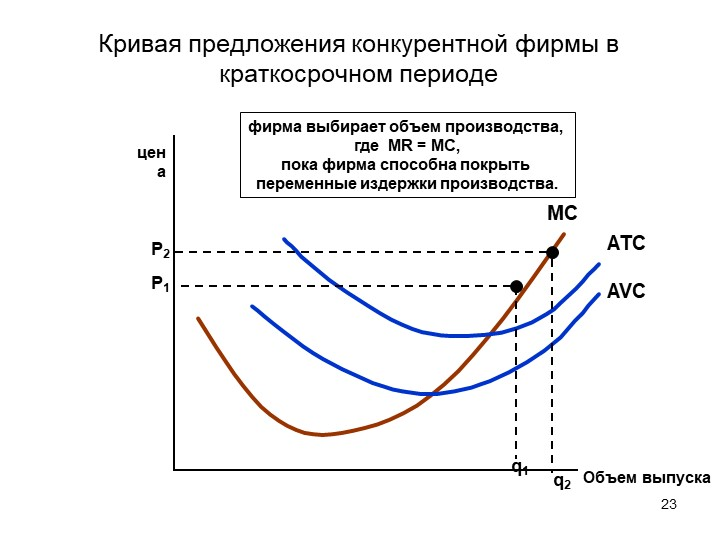 Кривая предложения конкурентной фирмы в
краткосрочном периоде
фирма выбирает объем производства,
где MR = MC,
пока фирма способна покрыть
переменные издержки производства.
цен
а
MC
ATC
AVC
P2
P1
q1
q2
Объем выпуска
23